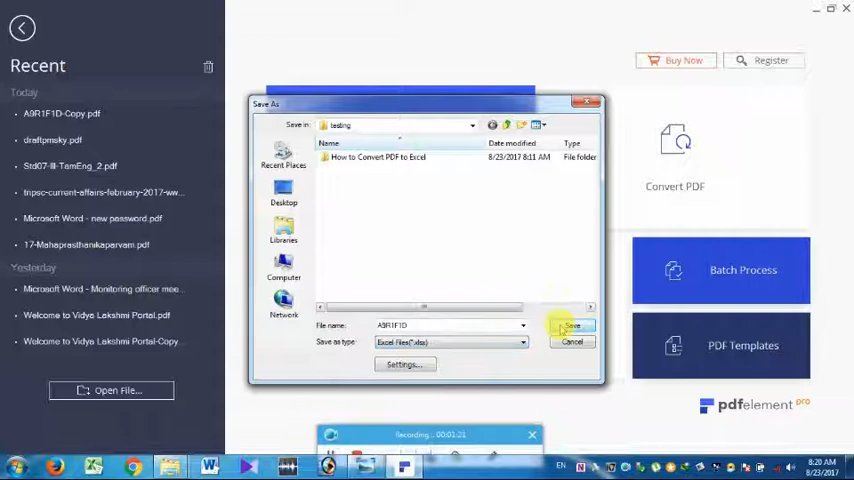 Recent
Today
A9R1F1D-Copy.pdf
draftpmsky.pdf
Std07-III-TamEng_2.pdf
tnpsc-current-affairs-february-2017-ww...
Microsoft Word - new password.pdf
17-Mahaprasthanikaparvam.pdf
Yesterday
Microsoft Word - Monitoring officer mee...
Welcome to Vidya Lakshmi Portal.pdf
Welcome to Vidya Lakshmi Portal-Copy...
Open File...
Buy Now
Register
Save As
Save in:
testing
Name
Date modified
Type
How to Convert PDF to Excel
8/23/2017 8:11 AM
File folder
Recent Places
Desktop
Libraries
Computer
Network
File name:
A9R1F1D
Save
Save as type:
Excel Files(*.xlsx)
Cancel
Settings...
Convert PDF
Batch Process
PDF Templates
pdfelement pro
Recording... 00:01:21
EN
8:20 AM
8/23/2017